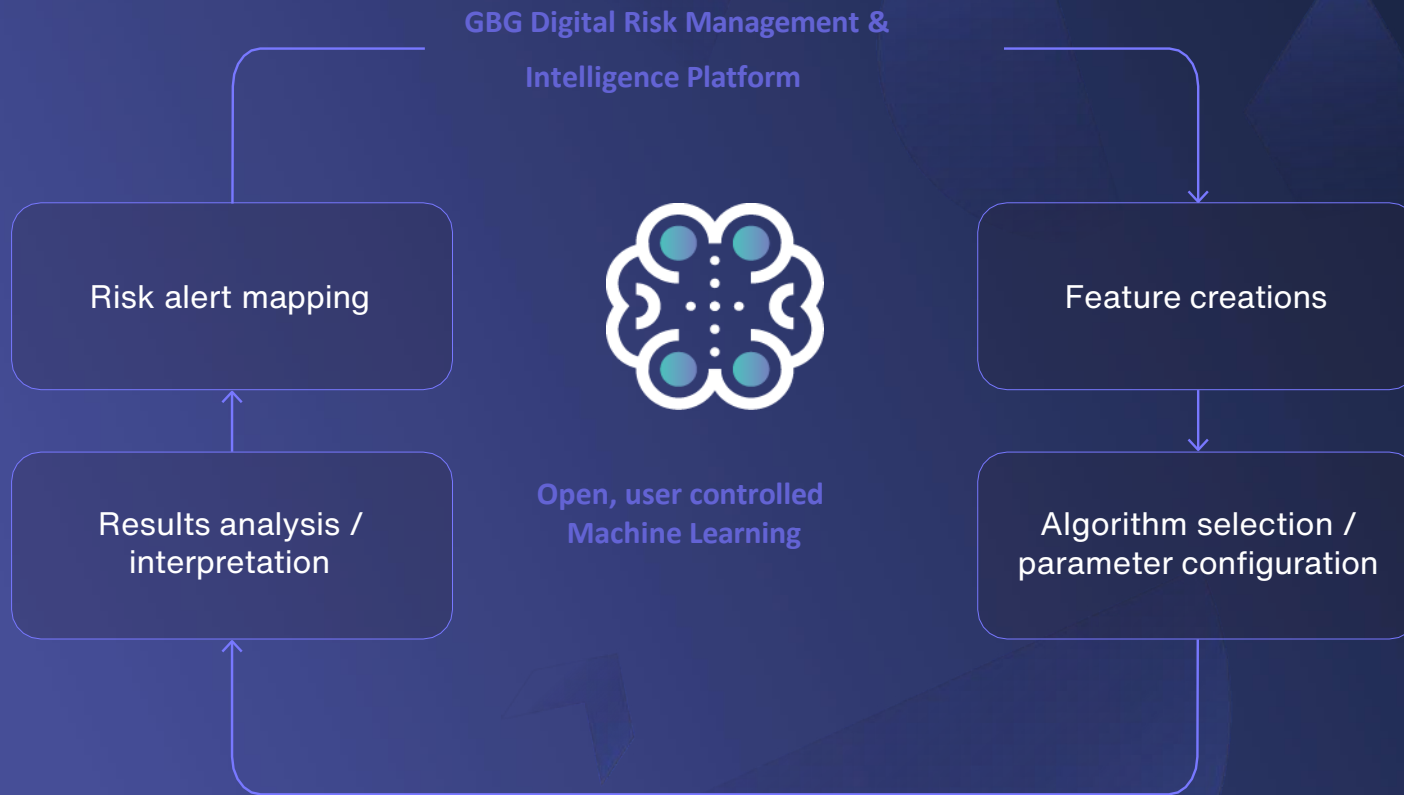 GBG Digital Risk Management &
Intelligence Platform
Risk alert mapping
Feature creations
Results analysis /
interpretation
Open, user controlled
Machine Learning
Algorithm selection /
parameter configuration